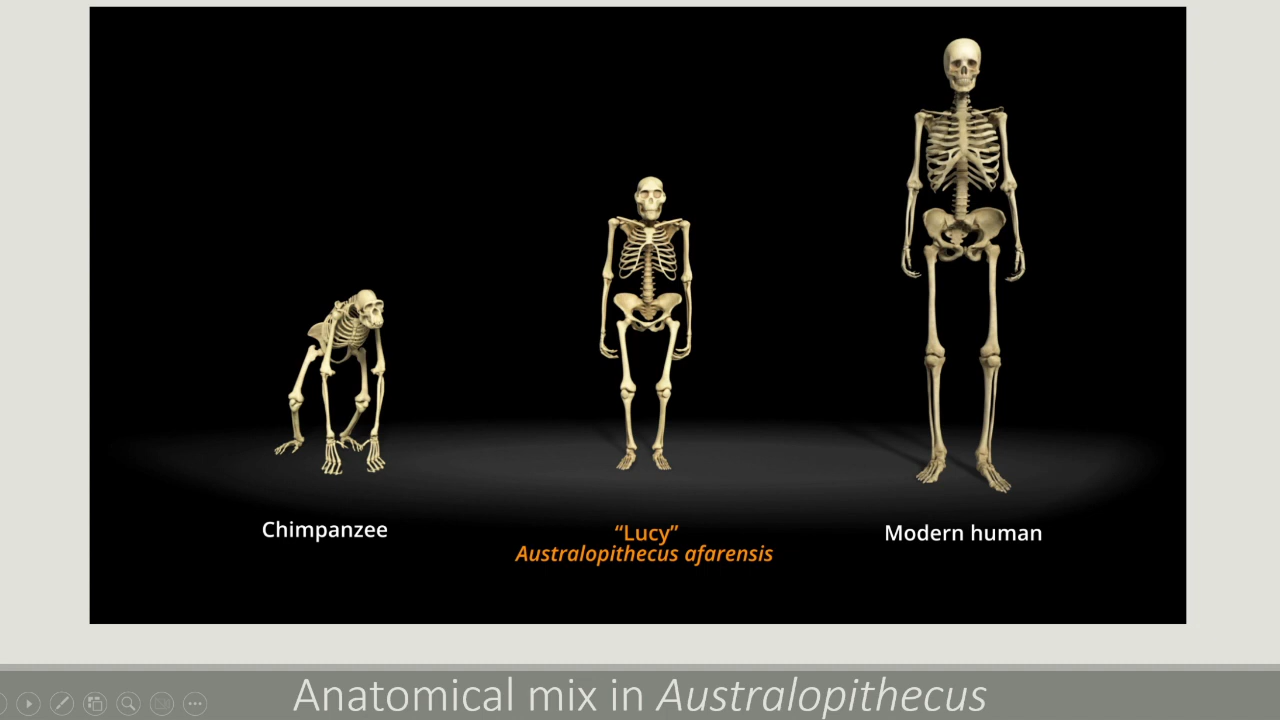 Chimpanzee
“Lucy”
Australopithecus afarensis
Modern human
Anatomical mix in Australopithecus